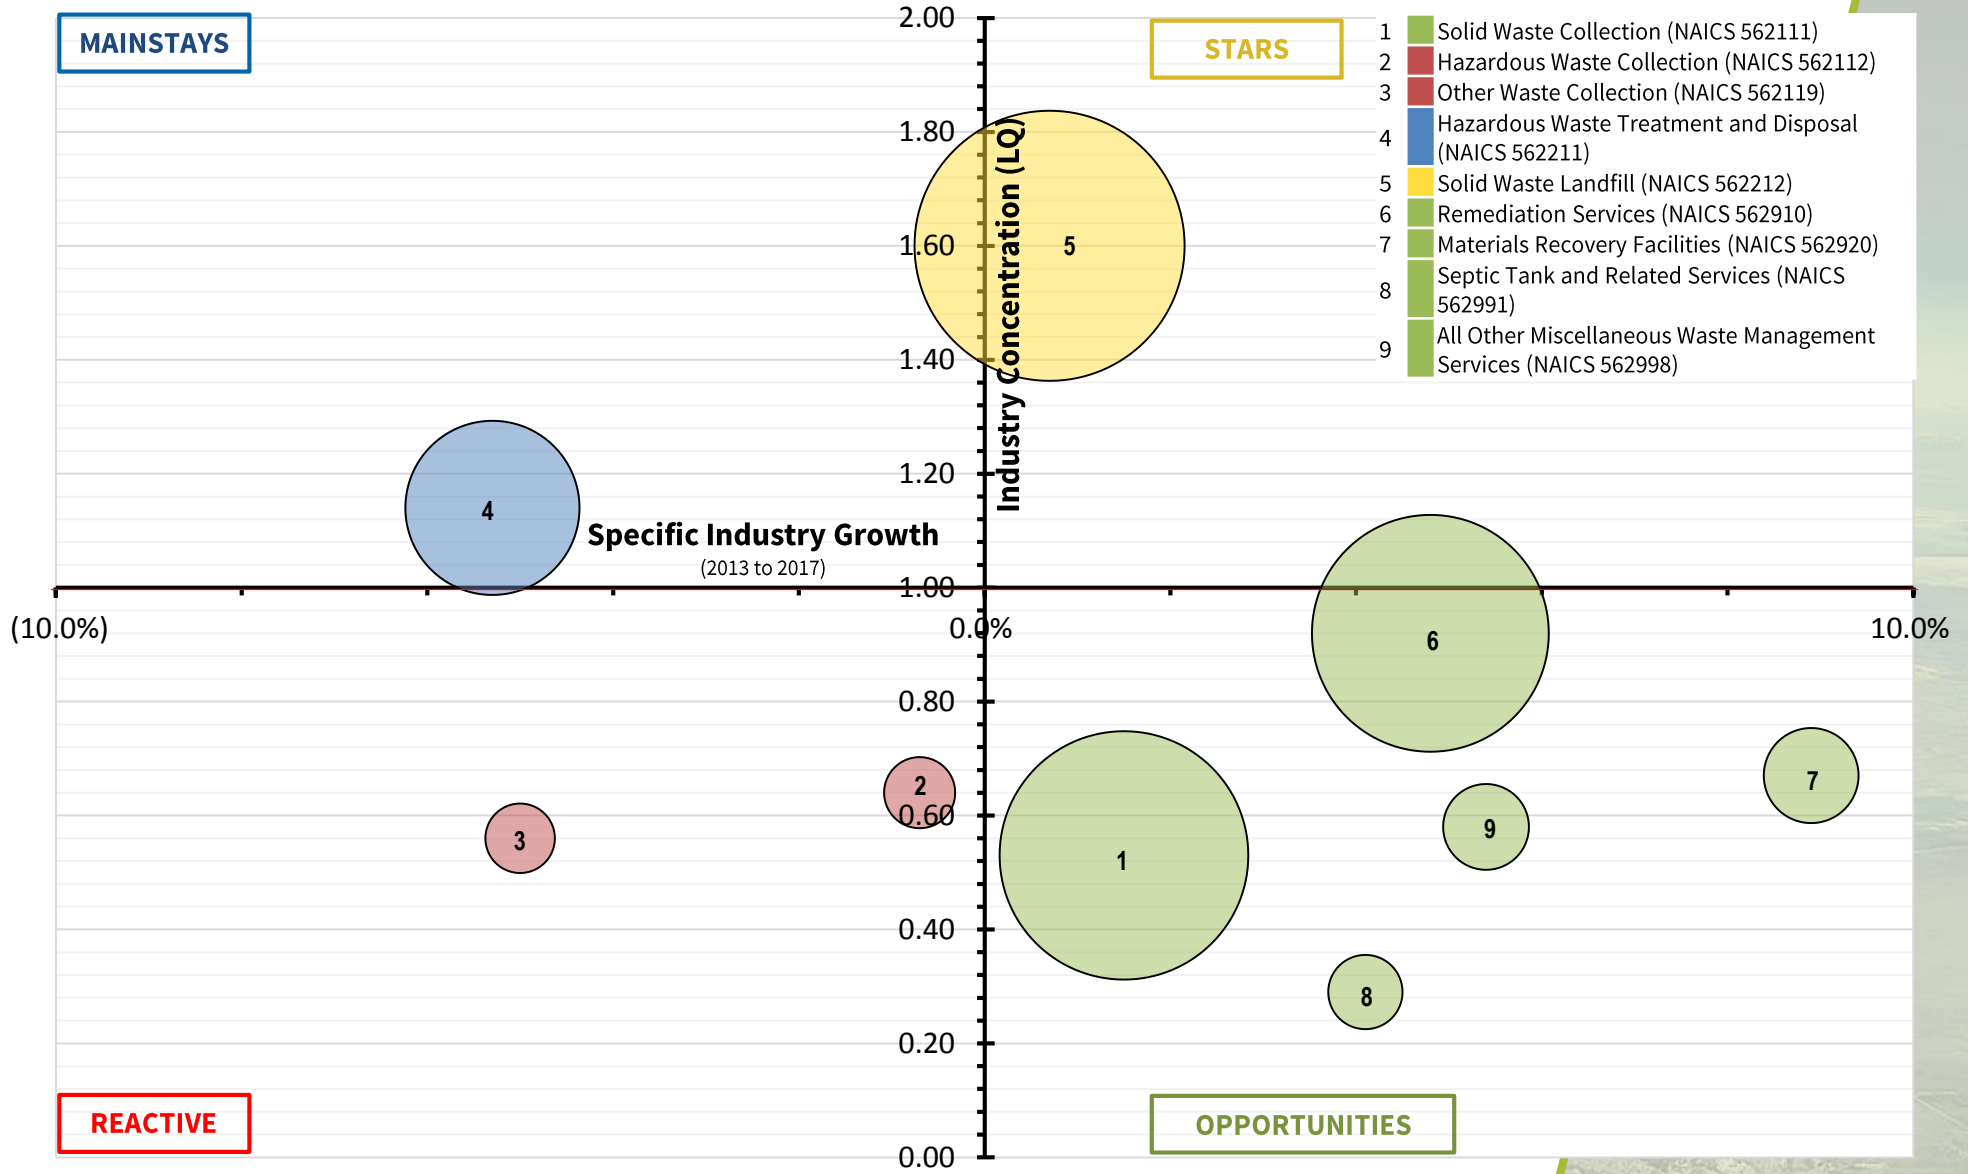 MAINSTAYS
STARS
1 Solid Waste Collection (NAICS 562111)
2 Hazardous Waste Collection (NAICS 562112)
3 Other Waste Collection (NAICS 562119)
4 Hazardous Waste Treatment and Disposal
(NAICS 562211)
5 Solid Waste Landfill (NAICS 562212)
6 Remediation Services (NAICS 562910)
7 Materials Recovery Facilities (NAICS 562920)
8 Septic Tank and Related Services (NAICS
562991)
9 All Other Miscellaneous Waste Management
Services (NAICS 562998)
2.00
1.80
1.60
1.40
1.20
1.00
0.80
0.60
0.40
0.20
0.00
Industry Concentration (LQ)
5
4
Specific Industry Growth
(2013 to 2017)
(10.0%)
0.0%
10.0%
6
7
2
3
9
1
8
REACTIVE
OPPORTUNITIES